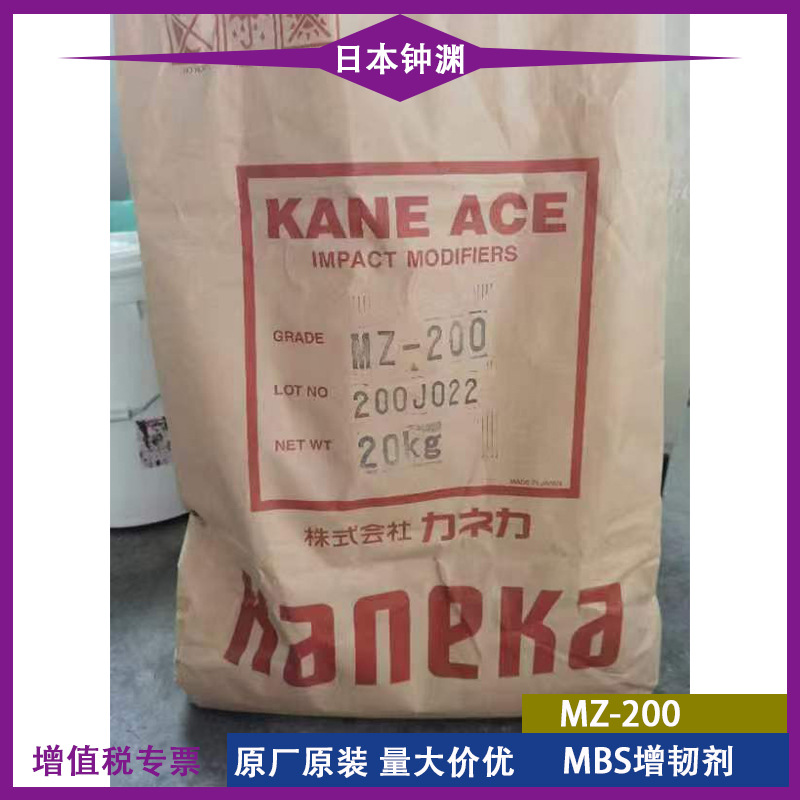 日本钟渊
KANE ACE
IMPACT MODIFIERS
GRADE MZ-200
LOT NO 200J022
NET WT 20kg
MADE IN JAPAN
株式会社 カネカ
Kaneka
MZ-200
增值税专票
原厂原装 量大价优
MBS增韧剂